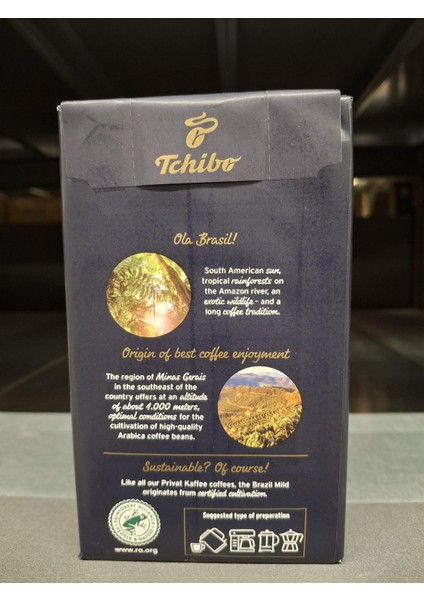 Tchibo
Ola Brasil!
South American sun,
tropical rainforests on
the Amazon river, an
exotic wildlife - and a
long coffee tradition.
Origin of best coffee enjoyment
The region of Minas Gerais
in the southeast of the
country offers at an altitude
of about 1.000 meters,
optimal conditions for the
cultivation of high-quality
Arabica coffee beans.
Sustainable? Of course!
Like all our Privat Kaffee coffees, the Brazil Mild
originates from certified cultivation.
RAINFOREST ALLIANCE
PEOPLE & NATURE
www.ra.org
Suggested type of preparation